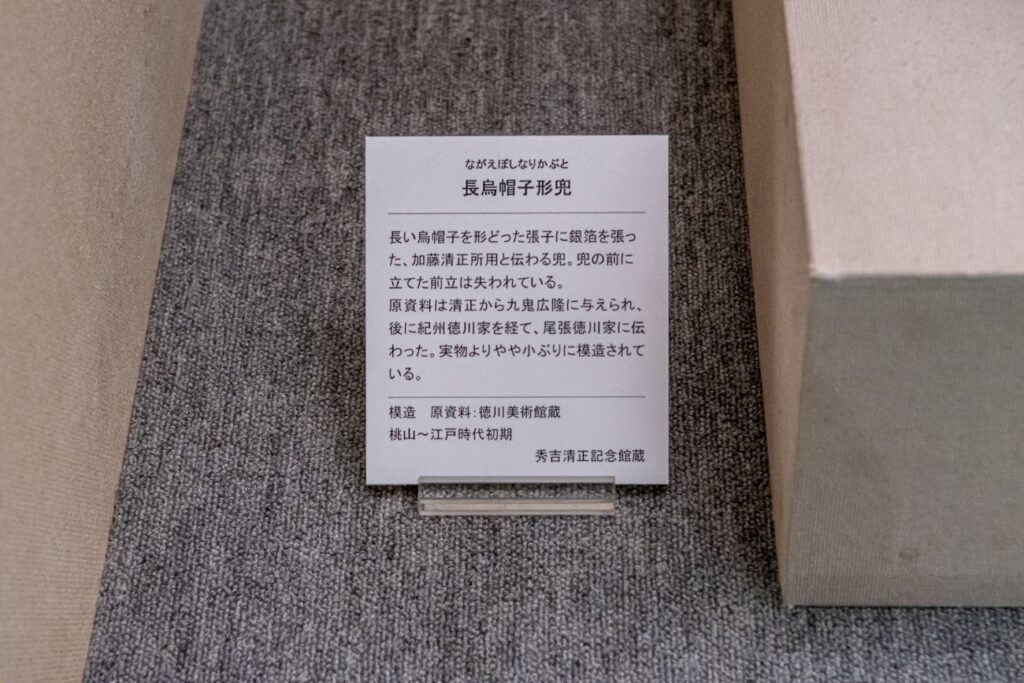 ながえぼしなりかぶと
長烏帽子形兜
長い烏帽子を形どった張子に銀箔を張っ
た、加藤清正所用と伝わる兜。兜の前に
立てた前立は失われている。
原資料は清正から九鬼広隆に与えられ、
後に紀州徳川家を経て、尾張徳川家に伝
わった。実物よりやや小ぶりに模造されて
いる。
模造　原資料：徳川美術館蔵
桃山～江戸時代初期
秀吉清正記念館蔵